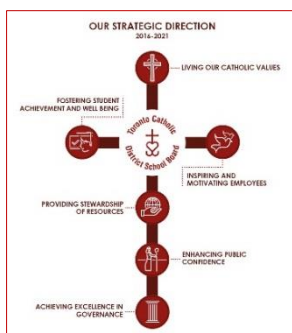 OUR STRATEGIC DIRECTION
2016-2021
LIVING OUR CATHOLIC VALUES
FOSTERING STUDENT
ACHIEVEMENT AND WELL BEING
Toronto Catholic
District School Board
INSPIRING AND
MOTIVATING EMPLOYEES
PROVIDING STEWARDSHIP
OF RESOURCES
ENHANCING PUBLIC
CONFIDENCE
ACHIEVING EXCELLENCE IN
GOVERNANCE